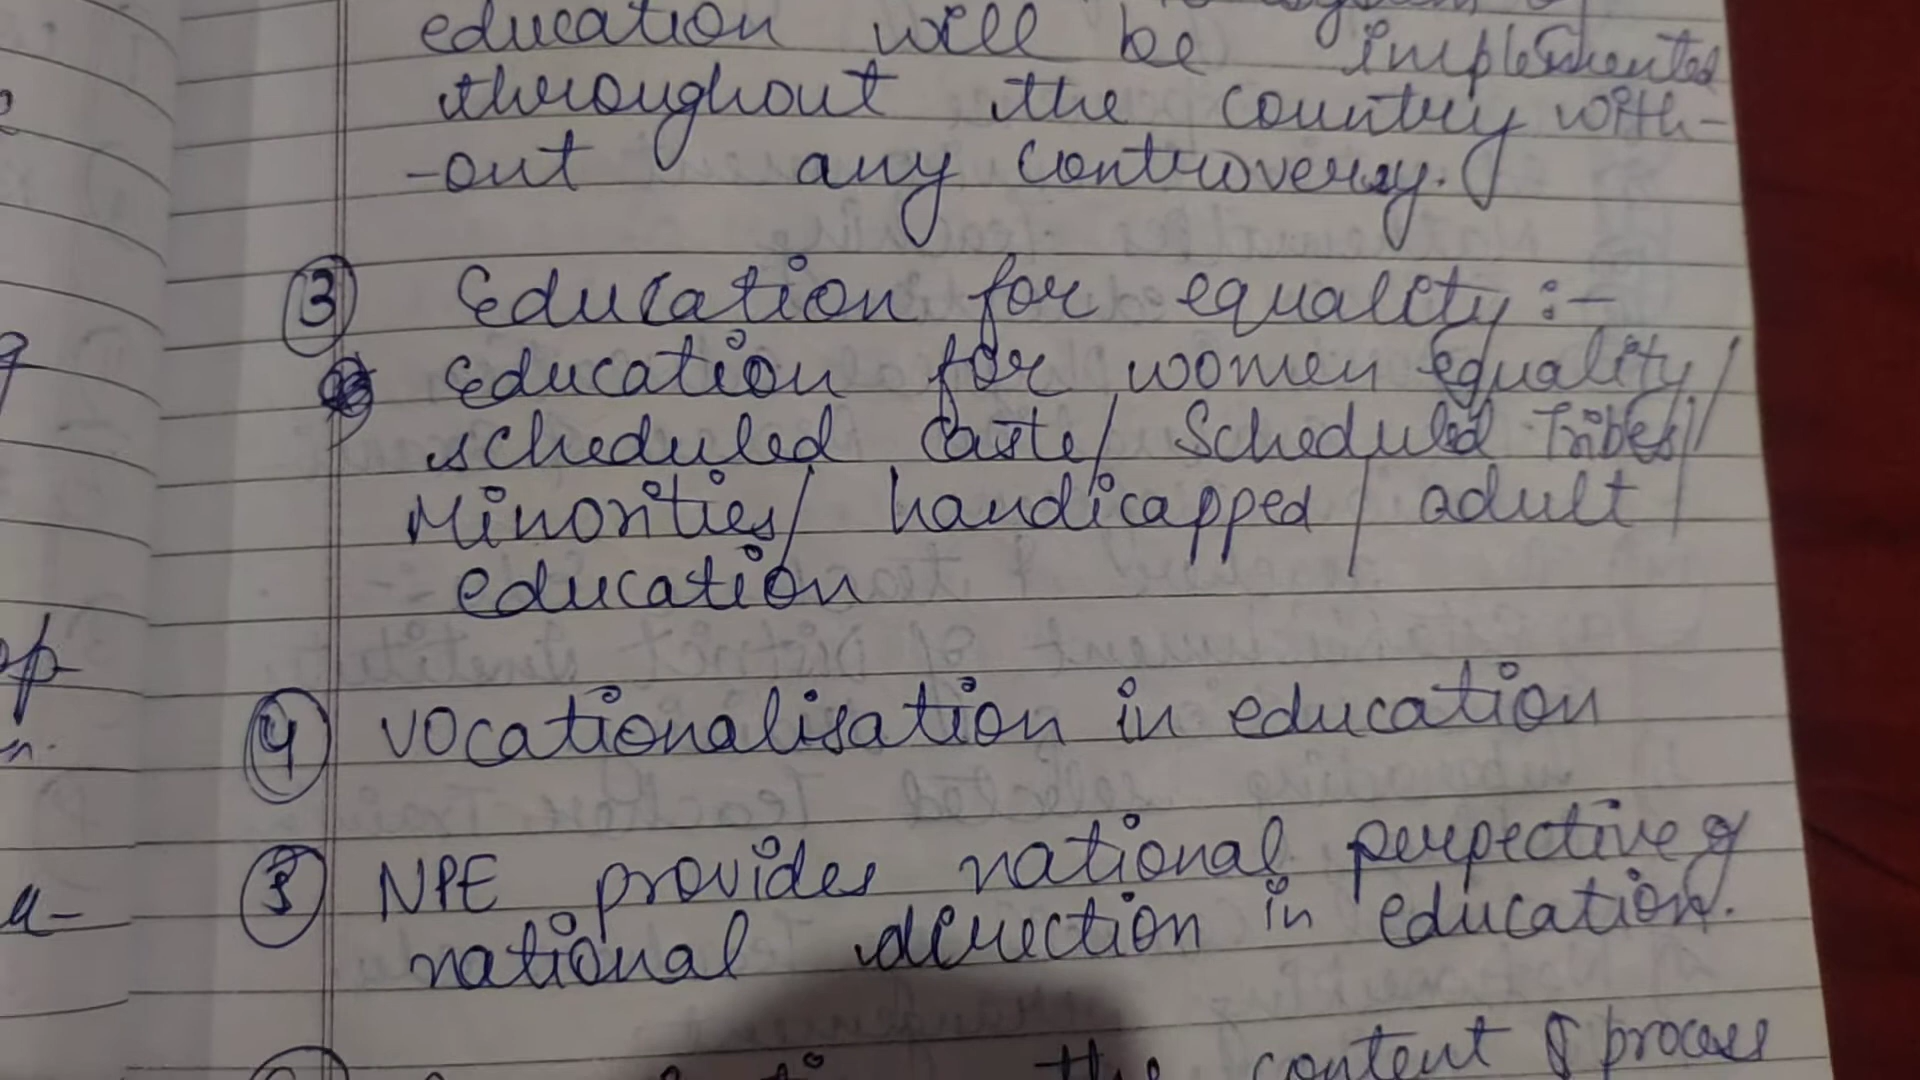 education will be implemented
throughout the country with-
-out any controversy.
③ Education for equality :-
Education for women equality/
scheduled caste/ Scheduled Tribes/
Minorities/ handicapped / adult /
education
④ Vocationalisation in education
⑤ NPE provides national perpective of
national direction in education.
the content & process